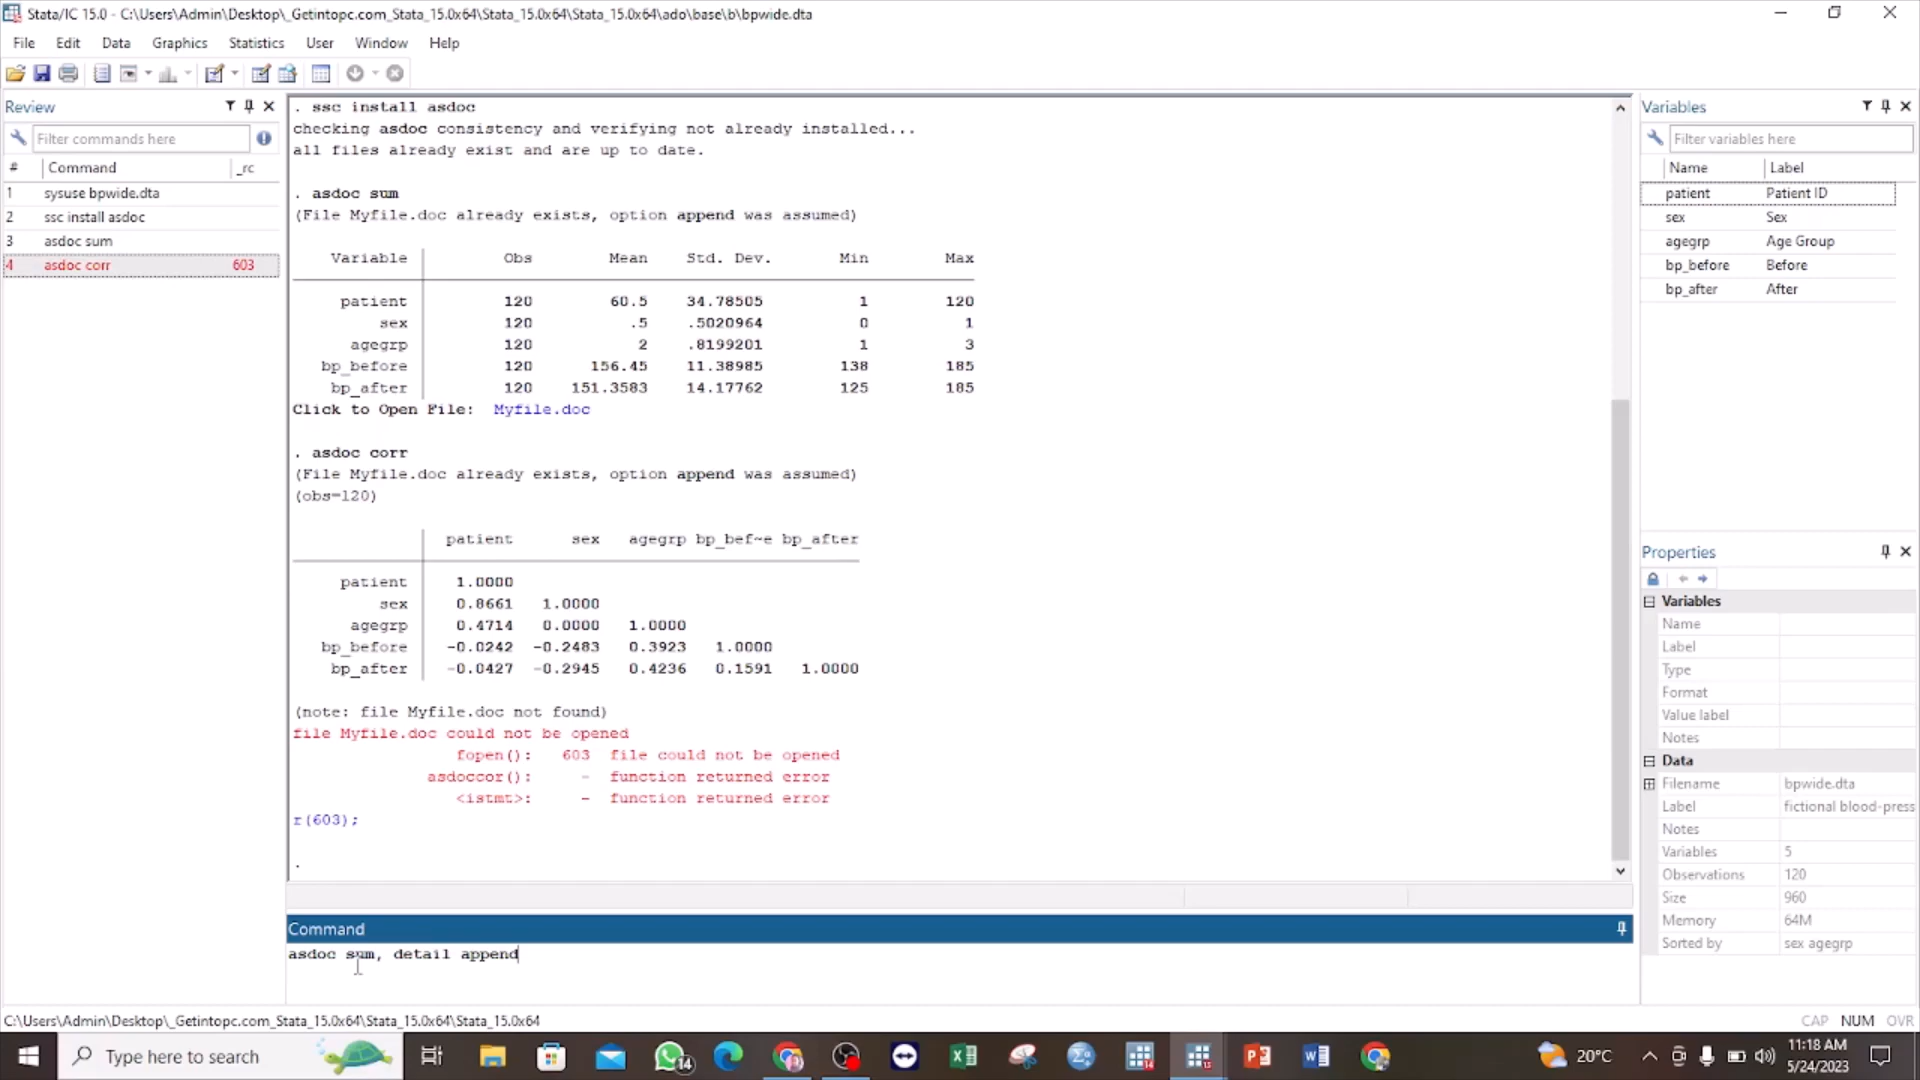 Stata/IC 15.0 - C:\Users\Admin\Desktop\_Getintopc.com_Stata_15.0x64\Stata_15.0x64\Stata_15.0x64\ado\base\b\bpwide.dta
File Edit Data Graphics Statistics User Window Help
Review
Filter commands here
# Command _rc
1 sysuse bpwide.dta
2 ssc install asdoc
3 asdoc sum
4 asdoc corr 603
. ssc install asdoc
checking asdoc consistency and verifying not already installed...
all files already exist and are up to date.
. asdoc sum
(File Myfile.doc already exists, option append was assumed)
Variable Obs Mean Std. Dev. Min Max
patient 120 60.5 34.78505 1 120
sex 120 .5 .5020964 0 1
agegrp 120 2 .8199201 1 3
bp_before 120 156.45 11.38985 138 185
bp_after 120 151.3583 14.17762 125 185
Click to Open File: Myfile.doc
. asdoc corr
(File Myfile.doc already exists, option append was assumed)
(obs=120)
patient sex agegrp bp_bef~e bp_after
patient 1.0000
sex 0.8661 1.0000
agegrp 0.4714 0.0000 1.0000
bp_before -0.0242 -0.2483 0.3923 1.0000
bp_after -0.0427 -0.2945 0.4236 0.1591 1.0000
(note: file Myfile.doc not found)
file Myfile.doc could not be opened
fopen(): 603 file could not be opened
asdoccor(): - function returned error
<istmt>: - function returned error
r(603);
.
Command
asdoc sum, detail append
Variables
Filter variables here
Name Label
patient Patient ID
sex Sex
agegrp Age Group
bp_before Before
bp_after After
Properties
Variables
Name
Label
Type
Format
Value label
Notes
Data
Filename bpwide.dta
Label fictional blood-press
Notes
Variables 5
Observations 120
Size 960
Memory 64M
Sorted by sex agegrp
C:\Users\Admin\Desktop\_Getintopc.com_Stata_15.0x64\Stata_15.0x64\Stata_15.0x64
CAP NUM OVR
Type here to search
14
20°C
11:18 AM
5/24/2023